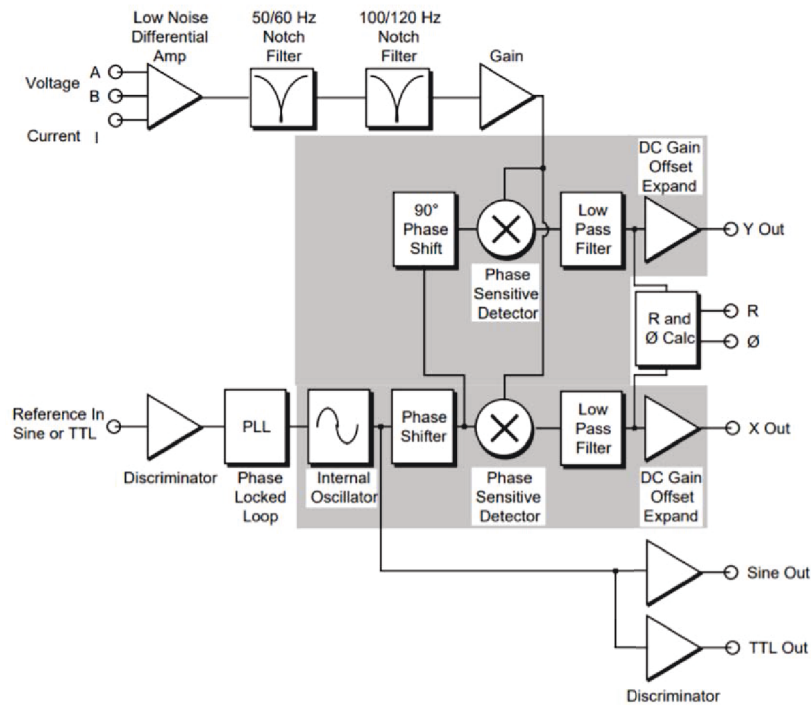 Low Noise
Differential
Amp
50/60 Hz
Notch
Filter
100/120 Hz
Notch
Filter
Gain
Voltage
A
B
Current
I
DC Gain
Offset
Expand
90°
Phase
Shift
Low
Pass
Filter
Y Out
Phase
Sensitive
Detector
R and
Ø Calc
R
Ø
Reference In
Sine or TTL
PLL
Phase
Shifter
Low
Pass
Filter
X Out
Discriminator
Phase
Locked
Loop
Internal
Oscillator
Phase
Sensitive
Detector
DC Gain
Offset
Expand
Sine Out
TTL Out
Discriminator